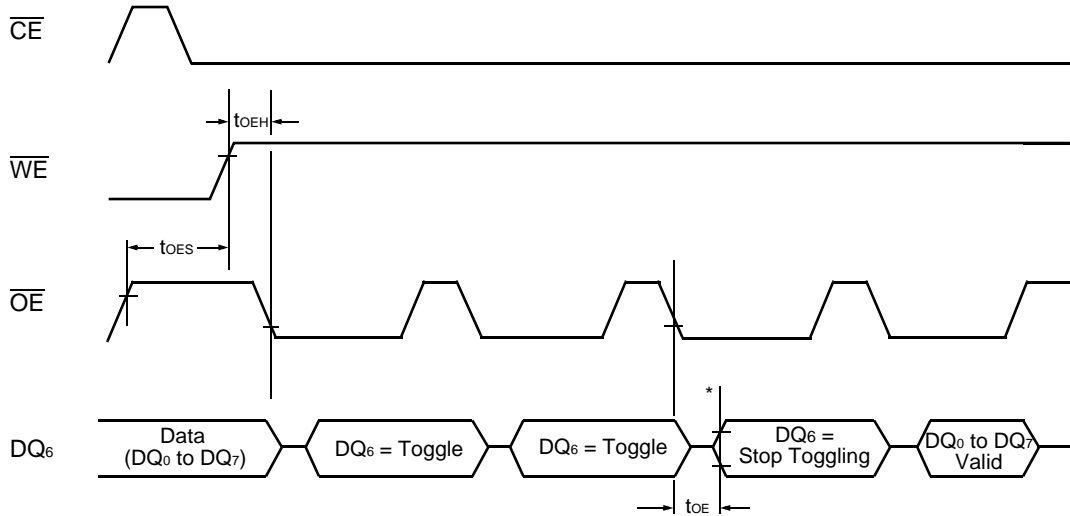 CE
tOEH
WE
tOES
OE
*
DQ6
Data
(DQ0 to DQ7)
DQ6 = Toggle
DQ6 = Toggle
DQ6 =
Stop Toggling
DQ0 to DQ7
Valid
tOE